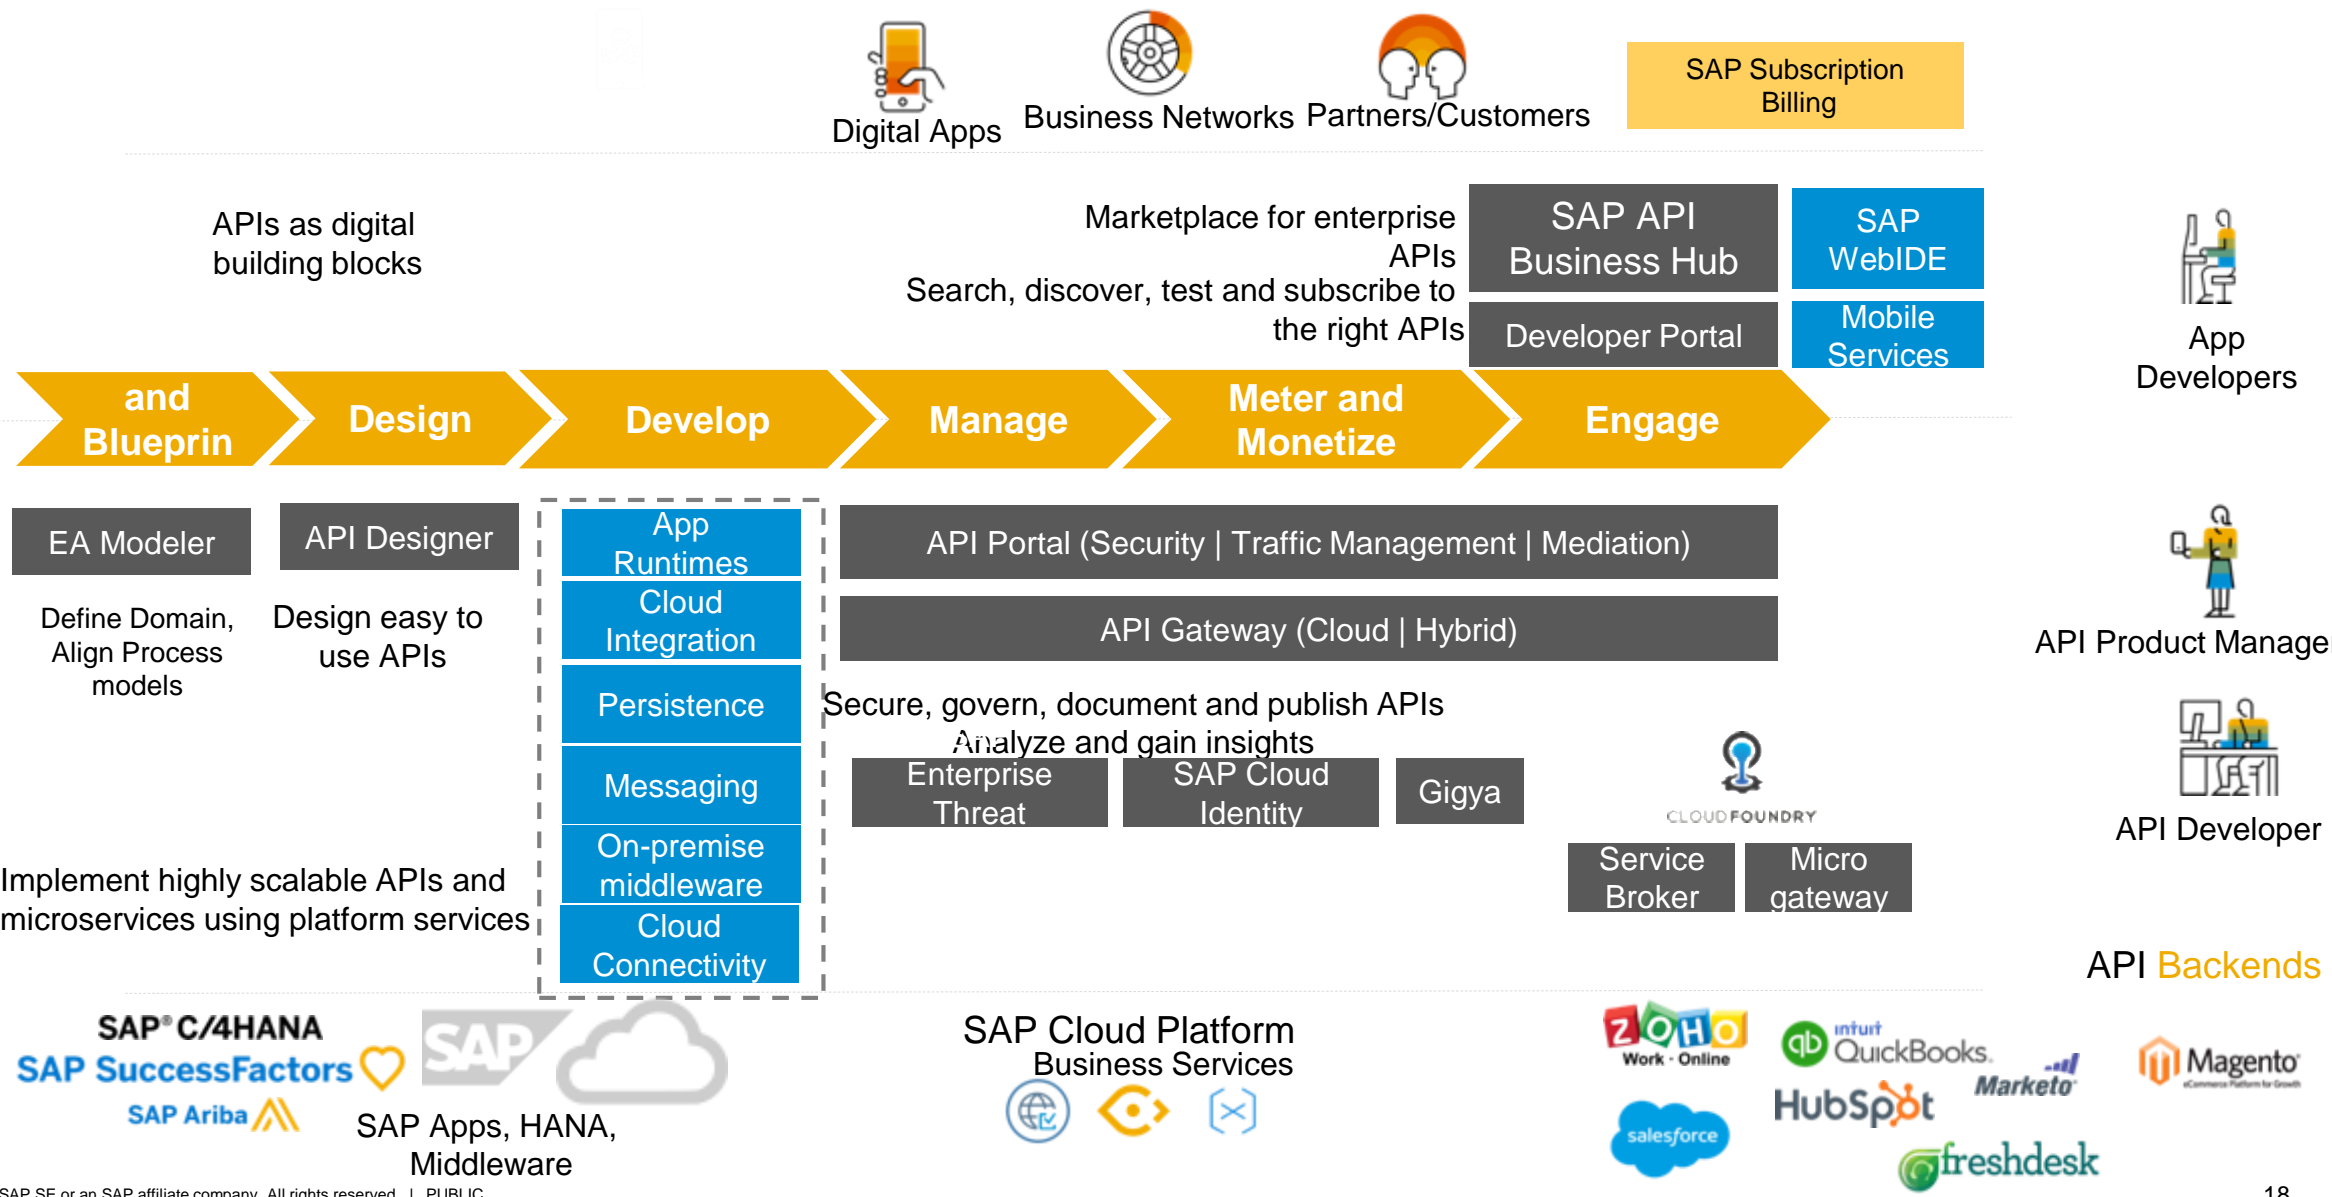 Digital Apps
Business Networks
Partners/Customers
SAP Subscription
Billing
APIs as digital
building blocks
Marketplace for enterprise
APIs
Search, discover, test and subscribe to
the right APIs
SAP API
Business Hub
SAP
WebIDE
Developer Portal
Mobile
Services
App
Developers
and
Blueprin
Design
Develop
Manage
Meter and
Monetize
Engage
EA Modeler
API Designer
App
Runtimes
API Portal (Security | Traffic Management | Mediation)
Define Domain,
Align Process
models
Design easy to
use APIs
Cloud
Integration
API Gateway (Cloud | Hybrid)
API Product Manager
Persistence
Secure, govern, document and publish APIs
Analyze and gain insights
Messaging
Enterprise
Threat
SAP Cloud
Identity
Gigya
CLOUD FOUNDRY
API Developer
On-premise
middleware
Service
Broker
Micro
gateway
Implement highly scalable APIs and
microservices using platform services
Cloud
Connectivity
API Backends
SAP® C/4HANA
SAP SuccessFactors
SAP Ariba
SAP
SAP Apps, HANA,
Middleware
SAP Cloud Platform
Business Services
ZOHO
Work · Online
intuit
qb QuickBooks.
Marketo
Magento
eCommerce Platform for Growth
HubSpot
salesforce
freshdesk
SAP SE or an SAP affiliate company. All rights reserved. | PUBLIC
18